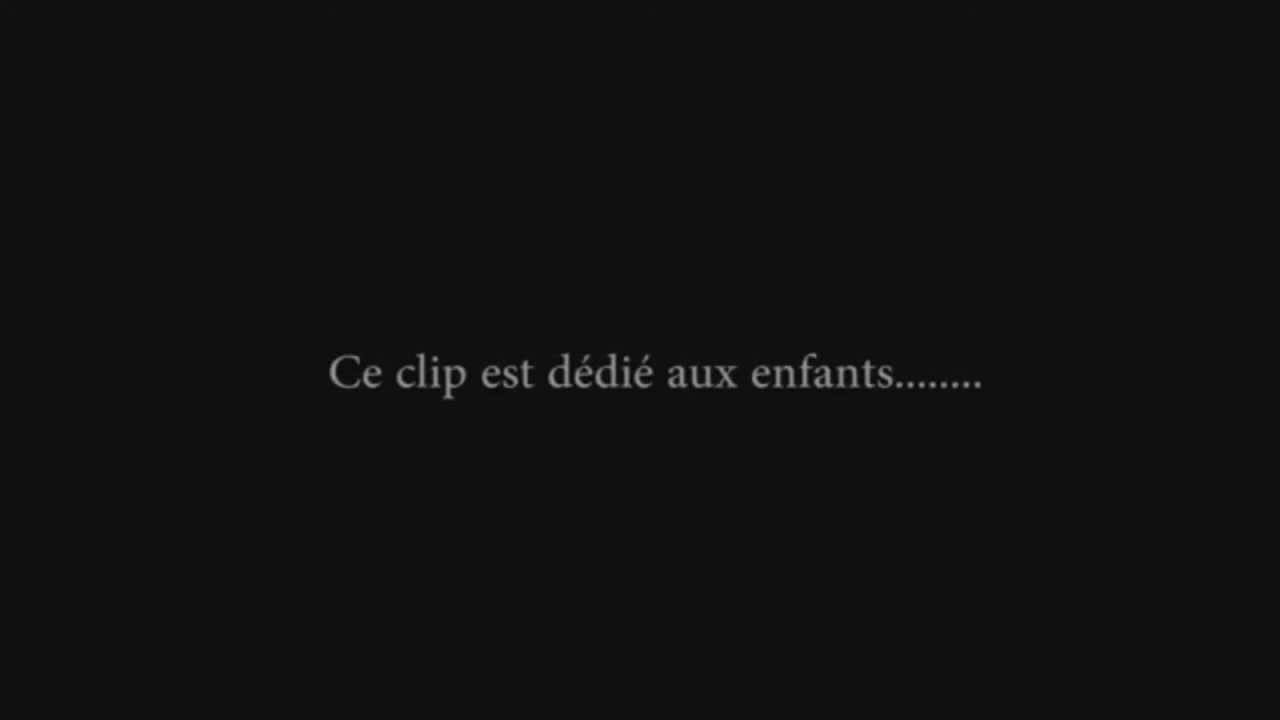 Ce clip est dédié aux enfants........